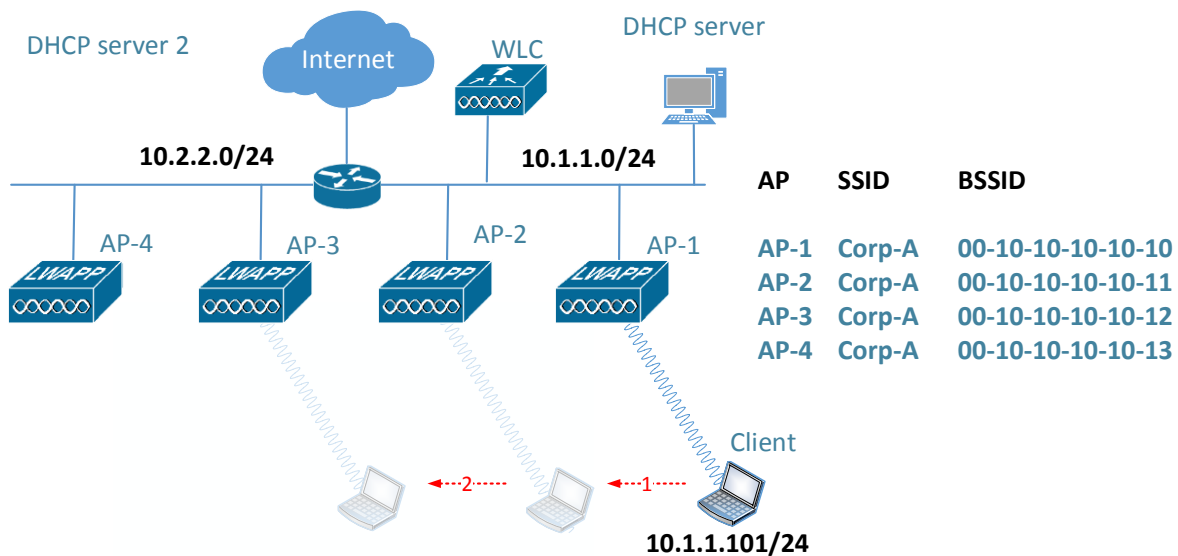 DHCP server 2
Internet
WLC
DHCP server
10.2.2.0/24
10.1.1.0/24
AP-4
AP-3
AP-2
AP-1
LWAPP
LWAPP
LWAPP
LWAPP
AP SSID BSSID
AP-1 Corp-A 00-10-10-10-10-10
AP-2 Corp-A 00-10-10-10-10-11
AP-3 Corp-A 00-10-10-10-10-12
AP-4 Corp-A 00-10-10-10-10-13
Client
2
1
10.1.1.101/24